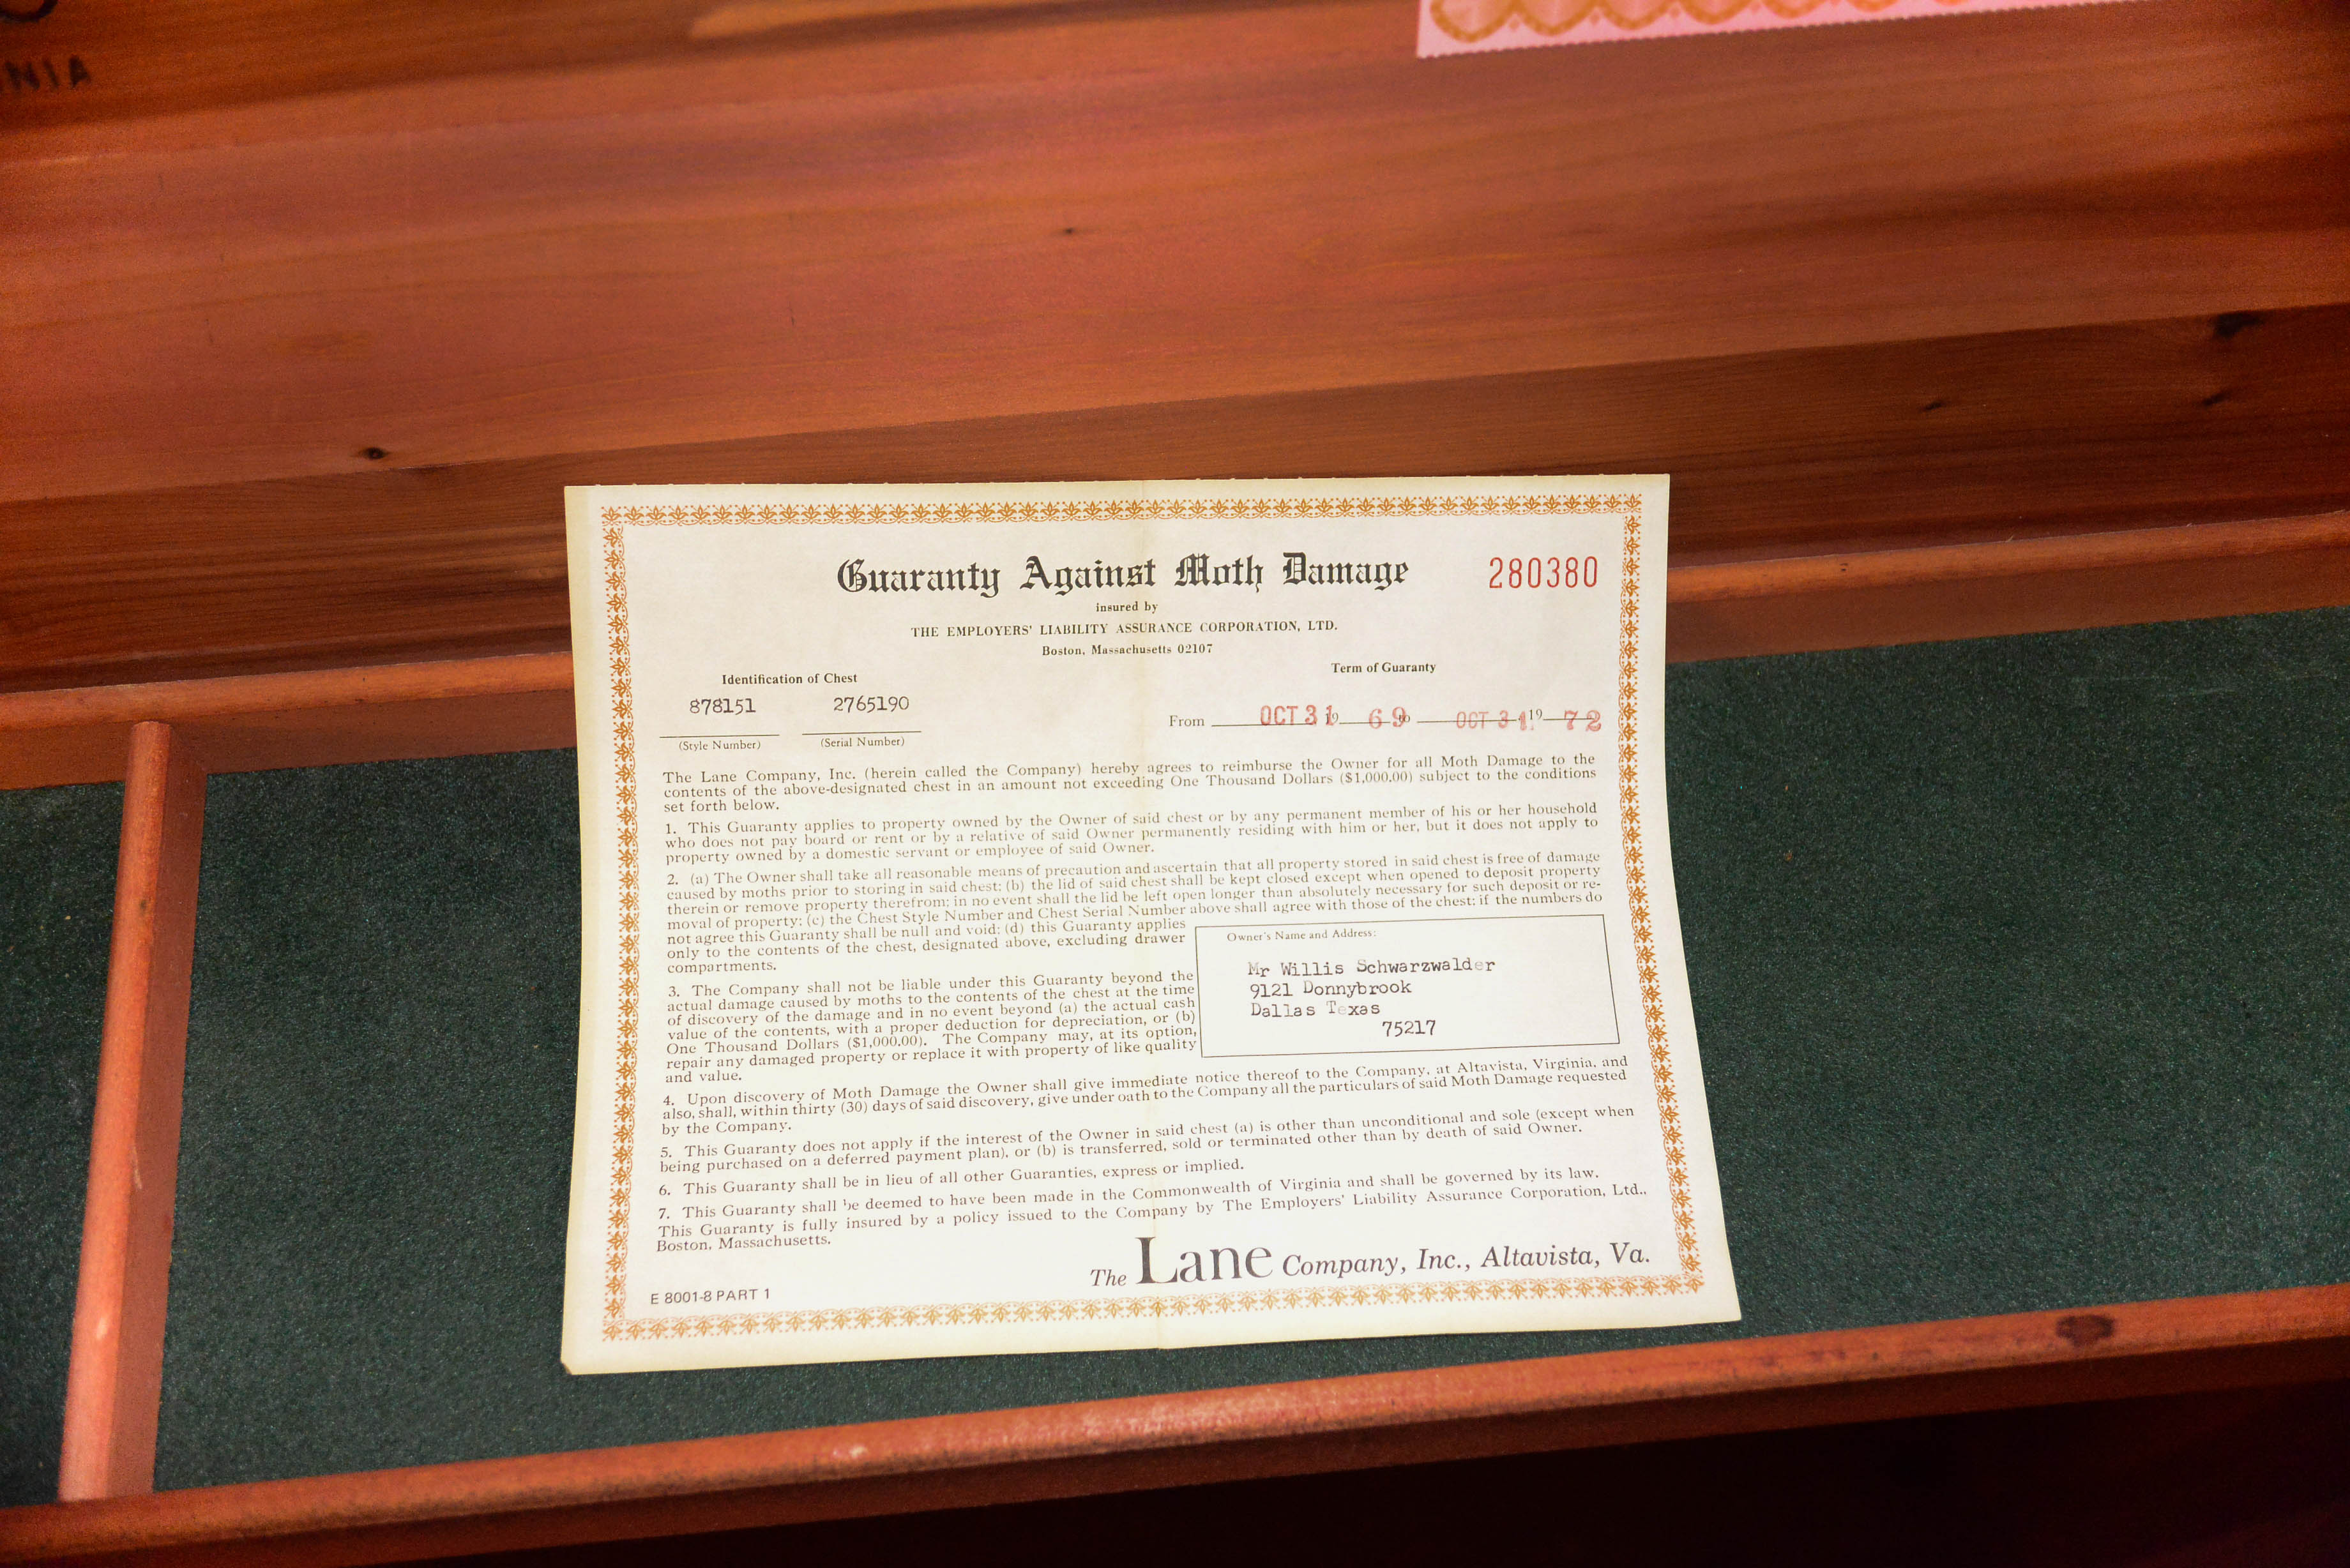 NIA
Guaranty Against Moth Damage
280380
insured by
THE EMPLOYERS' LIABILITY ASSURANCE CORPORATION, LTD.
Boston, Massachusetts 02107
Identification of Chest
Term of Guaranty
878151 2765190
From OCT 31 19 69 to OCT 31 19 72
(Style Number) (Serial Number)
The Lane Company, Inc. (herein called the Company) hereby agrees to reimburse the Owner for all Moth Damage to the
contents of the above-designated chest in an amount not exceeding One Thousand Dollars ($1,000.00) subject to the conditions
set forth below.
1. This Guaranty applies to property owned by the Owner of said chest or by any permanent member of his or her household
who does not pay board or rent or by a relative of said Owner permanently residing with him or her, but it does not apply to
property owned by a domestic servant or employee of said Owner.
2. (a) The Owner shall take all reasonable means of precaution and ascertain that all property stored in said chest is free of damage
caused by moths prior to storing in said chest; (b) the lid of said chest shall be kept closed except when opened to deposit property
therein or remove property therefrom; in no event shall the lid be left open longer than absolutely necessary for such deposit or re-
moval of property; (c) the Chest Style Number and Chest Serial Number above shall agree with those of the chest; if the numbers do
not agree this Guaranty shall be null and void; (d) this Guaranty applies
only to the contents of the chest, designated above, excluding drawer
compartments.
3. The Company shall not be liable under this Guaranty beyond the
actual damage caused by moths to the contents of the chest at the time
of discovery of the damage and in no event beyond (a) the actual cash
value of the contents, with a proper deduction for depreciation, or (b)
One Thousand Dollars ($1,000.00). The Company may, at its option,
repair any damaged property or replace it with property of like quality
and value.
Owner's Name and Address:
Mr Willis Schwarzwalder
9121 Donnybrook
Dallas Texas
75217
4. Upon discovery of Moth Damage the Owner shall give immediate notice thereof to the Company, at Altavista, Virginia, and
also, shall, within thirty (30) days of said discovery, give under oath to the Company all the particulars of said Moth Damage requested
by the Company.
5. This Guaranty does not apply if the interest of the Owner in said chest (a) is other than unconditional and sole (except when
being purchased on a deferred payment plan), or (b) is transferred, sold or terminated other than by death of said Owner.
6. This Guaranty shall be in lieu of all other Guaranties, express or implied.
7. This Guaranty shall be deemed to have been made in the Commonwealth of Virginia and shall be governed by its law.
This Guaranty is fully insured by a policy issued to the Company by The Employers' Liability Assurance Corporation, Ltd.,
Boston, Massachusetts.
The Lane Company, Inc., Altavista, Va.
E 8001-8 PART 1